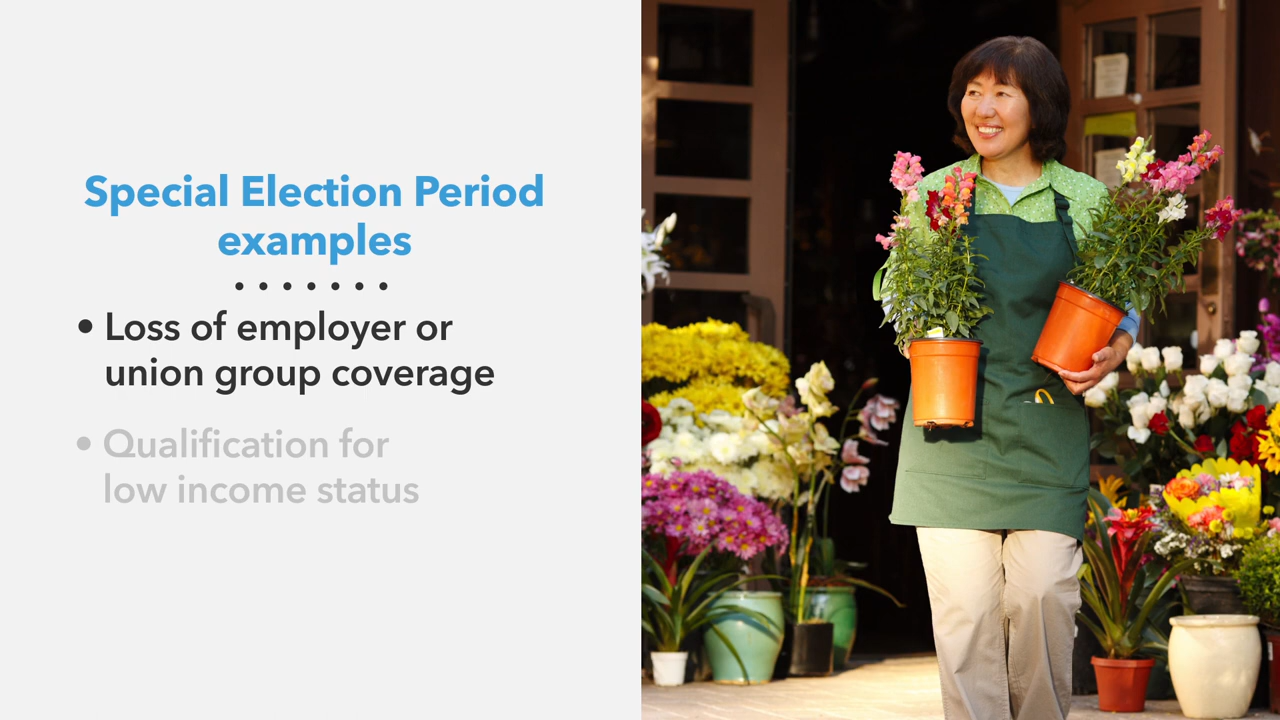 Special Election Period
examples
• Loss of employer or
union group coverage
• Qualification for
low income status